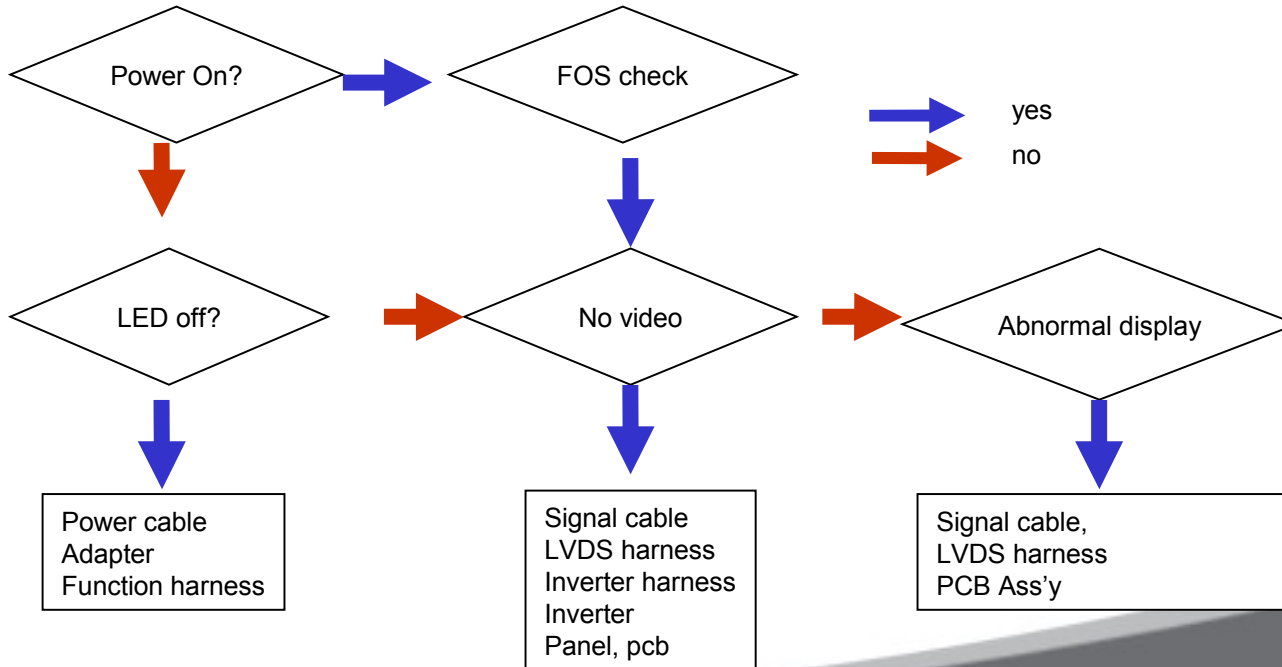 Power On?
FOS check
yes
no
LED off?
No video
Abnormal display
Power cable
Adapter
Function harness
Signal cable
LVDS harness
Inverter harness
Inverter
Panel, pcb
Signal cable,
LVDS harness
PCB Ass’y